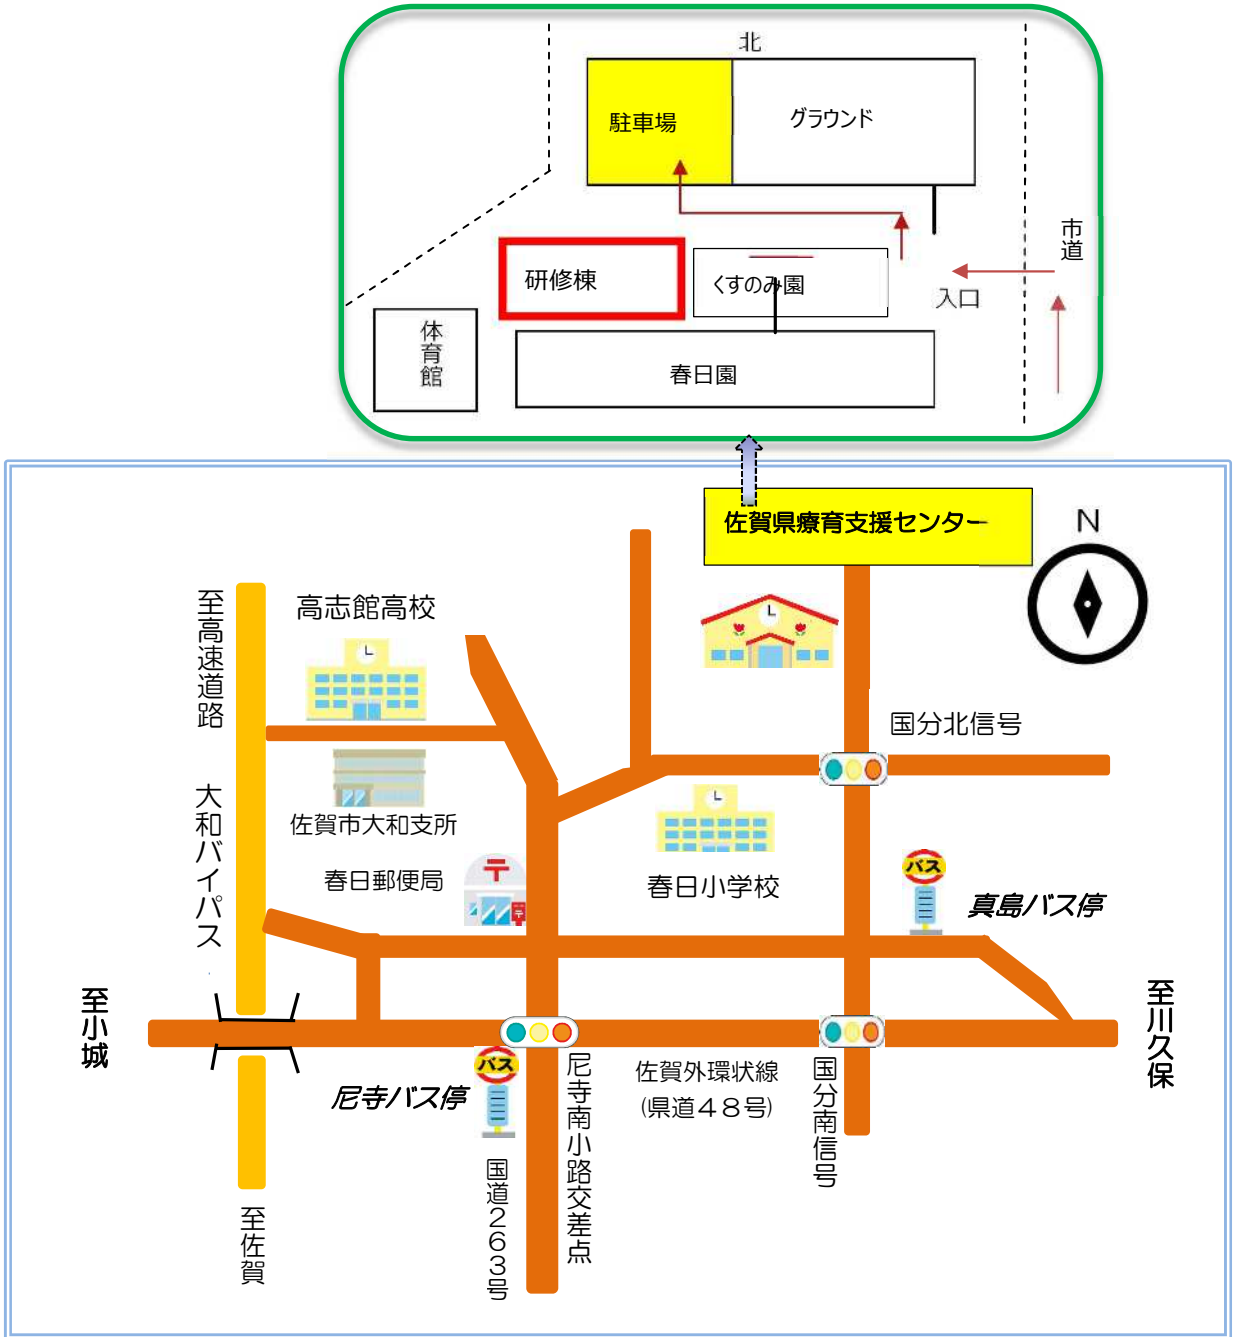 北
駐車場
グラウンド
市道
研修棟
くすのみ園
入口
体育館
春日園
佐賀県療育支援センター
N
至高速道路
高志館高校
国分北信号
大和バイパス
佐賀市大和支所
春日郵便局
春日小学校
バス
真島バス停
至小城
至川久保
バス
尼寺バス停
尼寺南小路交差点
佐賀外環状線
(県道４８号)
国分南信号
国道２６３号
至佐賀